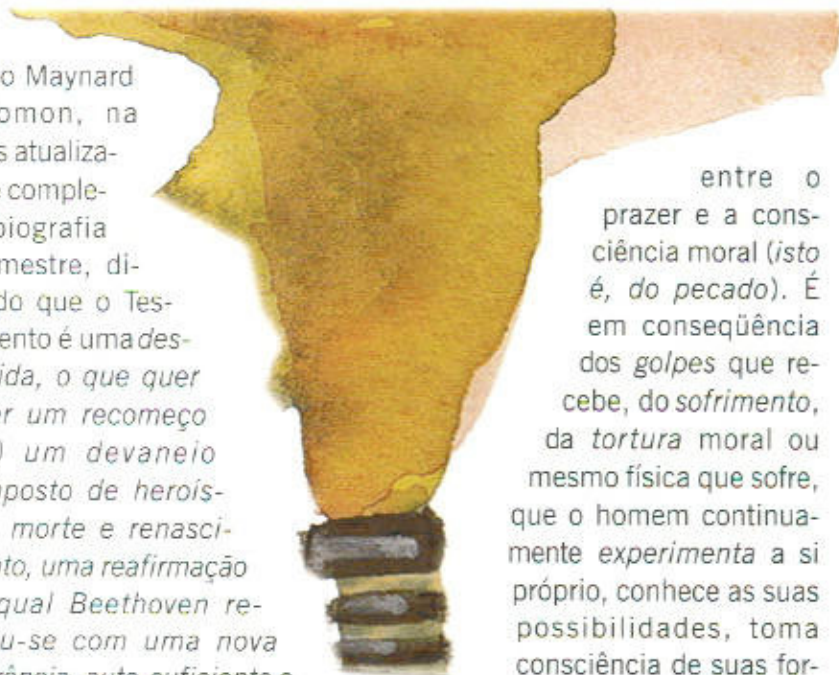 o Maynard
omon, na
s atualiza-
e comple-
biografia
mestre, di-
do que o Tes-
ento é uma des-
ida, o que quer
er um recomeço
) um devaneio
posto de heroís-
morte e renasci-
to, uma reafirmação
qual Beethoven re-
u-se com uma nova
auto-suficiente e
entre o
prazer e a cons-
ciência moral (isto
é, do pecado). É
em conseqüência
dos golpes que re-
cebe, do sofrimento,
da tortura moral ou
mesmo física que sofre,
que o homem continua-
mente experimenta a si
próprio, conhece as suas
possibilidades, toma
consciência de suas for-